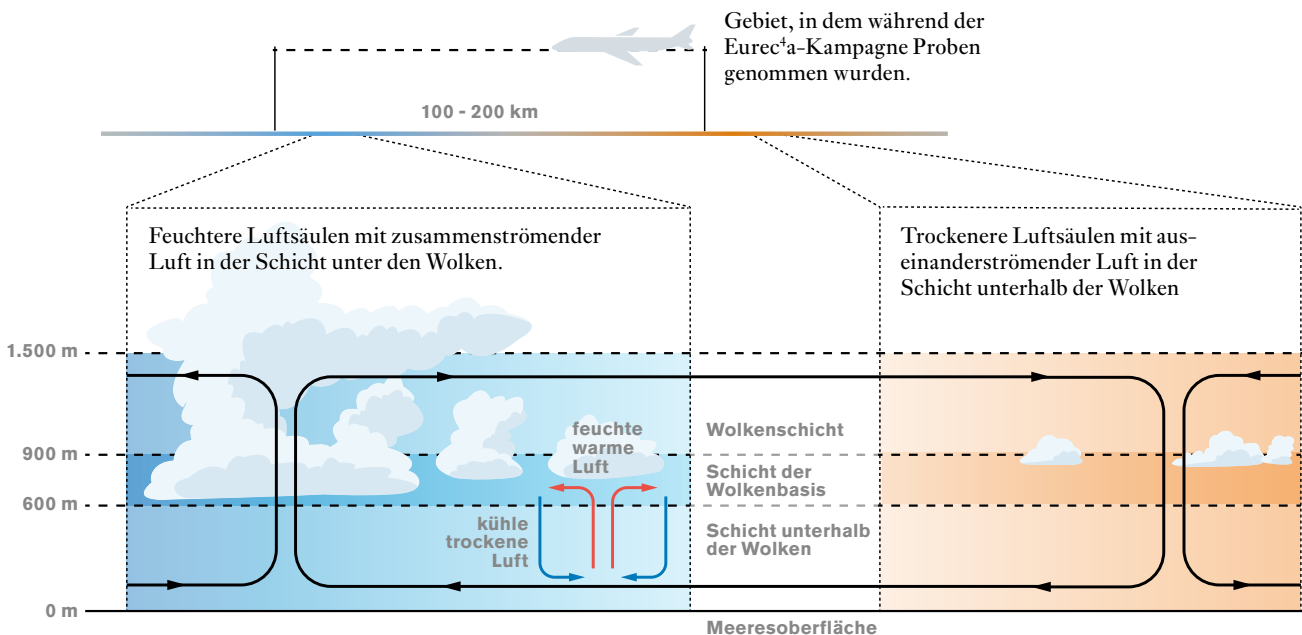 Gebiet, in dem während der
Eurec⁴a-Kampagne Proben
genommen wurden.
100 - 200 km
Feuchtere Luftsäulen mit zusammenströmender
Luft in der Schicht unter den Wolken.
Trockenere Luftsäulen mit aus-
einanderströmender Luft in der
Schicht unterhalb der Wolken
1.500 m
900 m
600 m
0 m
feuchte
warme
Luft
kühle
trockene
Luft
Wolkenschicht
Schicht der
Wolkenbasis
Schicht unterhalb
der Wolken
Meeresoberfläche